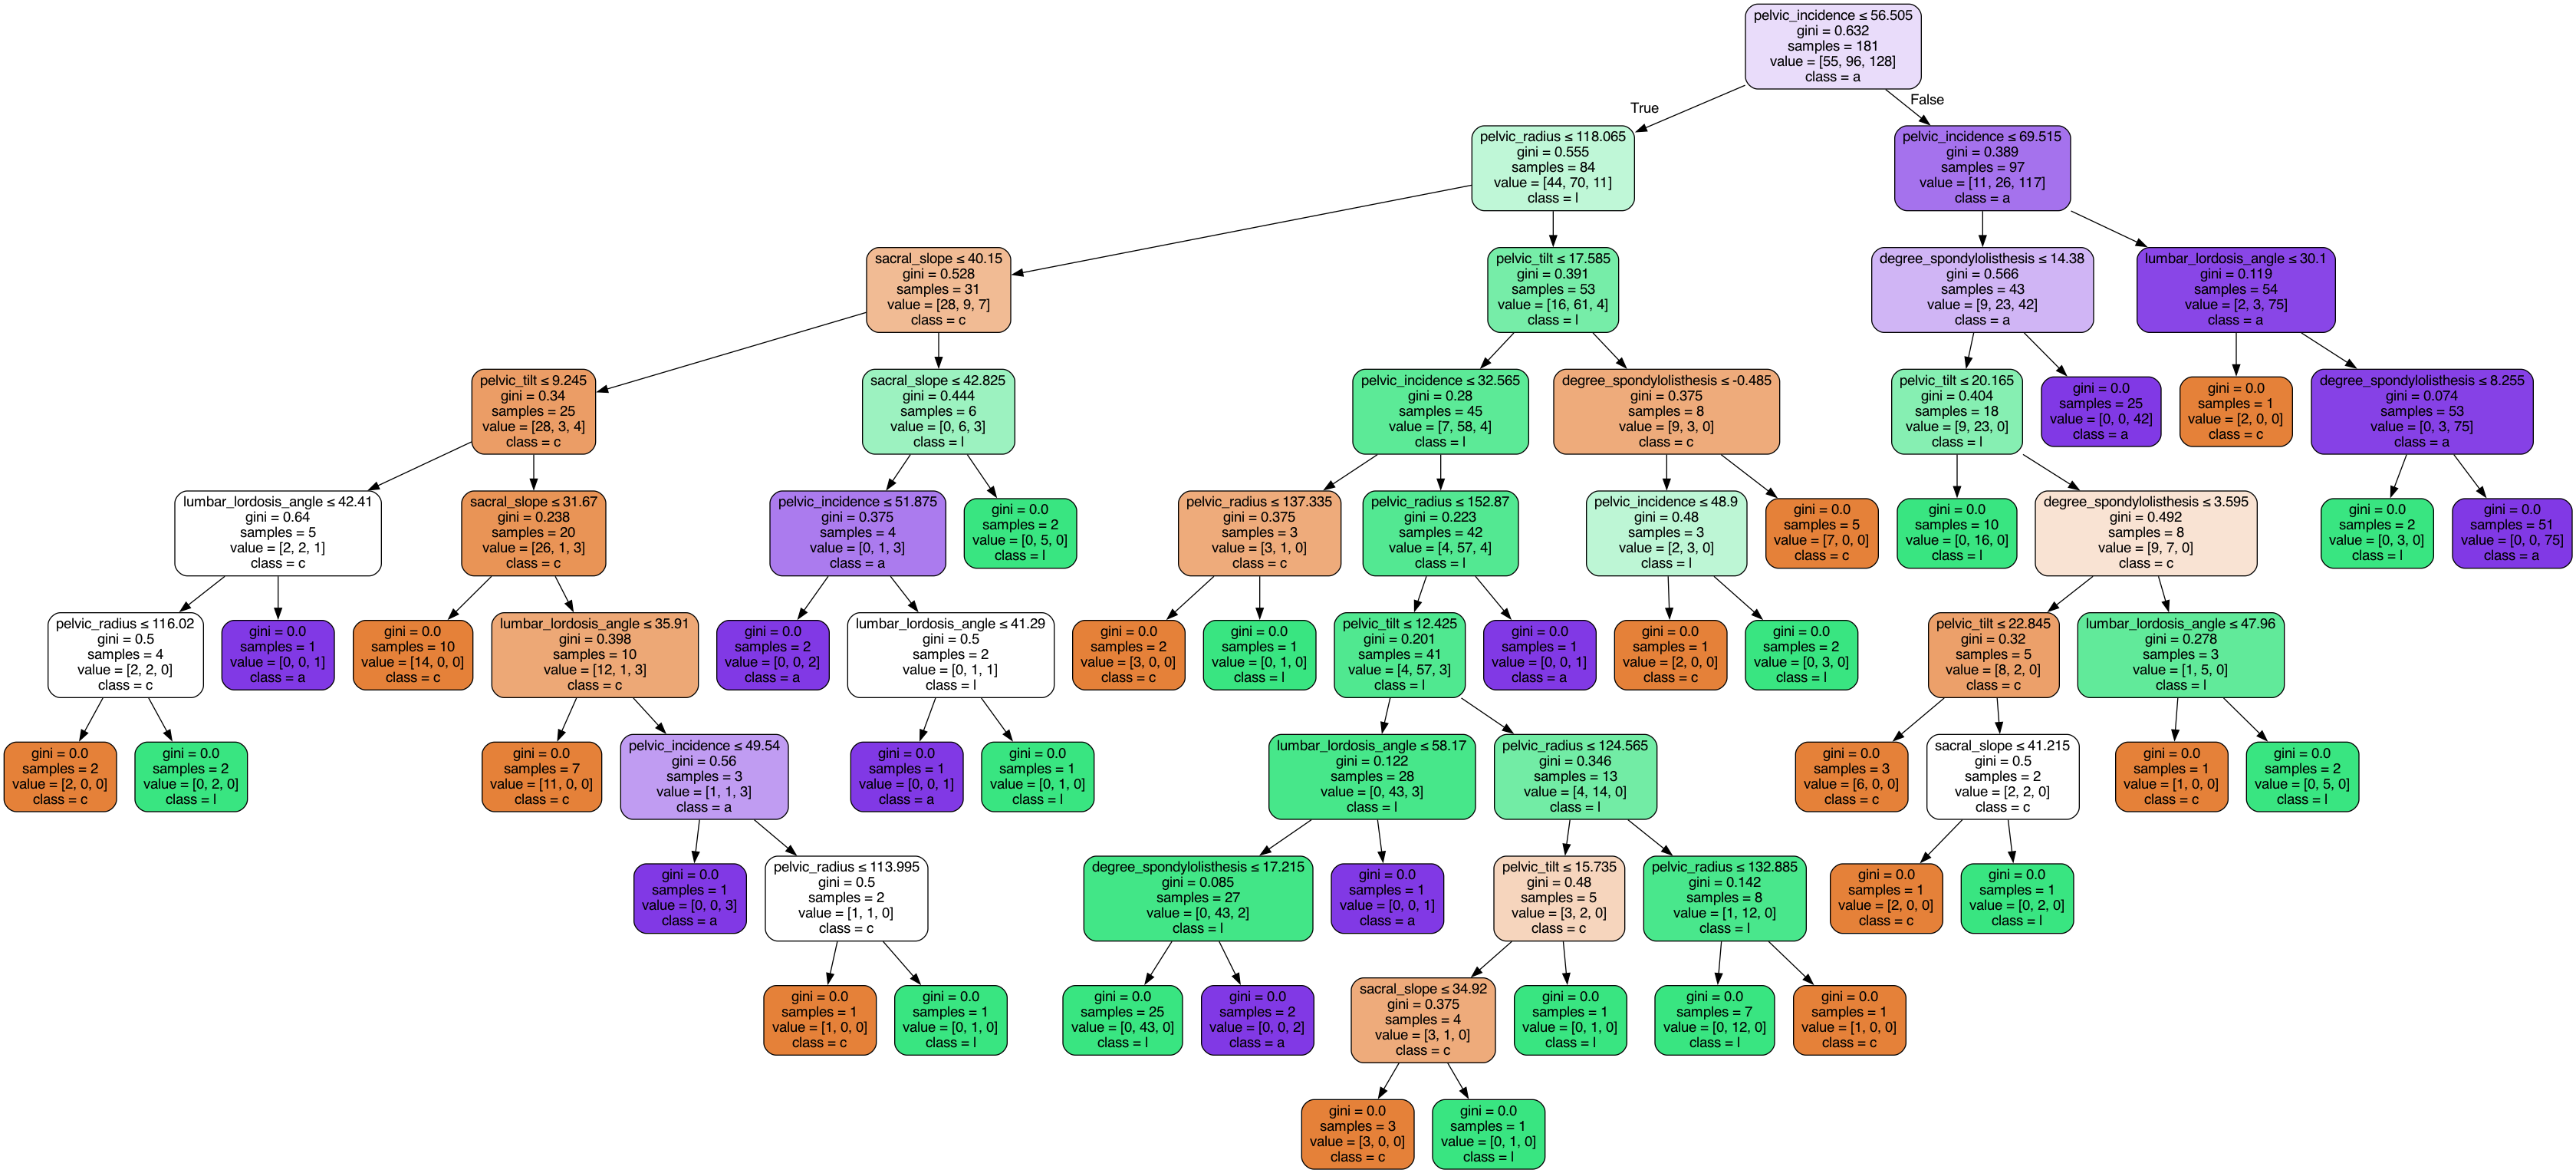 pelvic_incidence ≤ 56.505
gini = 0.632
samples = 181
value = [55, 96, 128]
class = a
True
False
pelvic_radius ≤ 118.065
gini = 0.555
samples = 84
value = [44, 70, 11]
class = l
pelvic_incidence ≤ 69.515
gini = 0.389
samples = 97
value = [11, 26, 117]
class = a
sacral_slope ≤ 40.15
gini = 0.528
samples = 31
value = [28, 9, 7]
class = c
pelvic_tilt ≤ 17.585
gini = 0.391
samples = 53
value = [16, 61, 4]
class = l
degree_spondylolisthesis ≤ 14.38
gini = 0.566
samples = 43
value = [9, 23, 42]
class = a
lumbar_lordosis_angle ≤ 30.1
gini = 0.119
samples = 54
value = [2, 3, 75]
class = a
pelvic_tilt ≤ 9.245
gini = 0.34
samples = 25
value = [28, 3, 4]
class = c
sacral_slope ≤ 42.825
gini = 0.444
samples = 6
value = [0, 6, 3]
class = l
pelvic_incidence ≤ 32.565
gini = 0.28
samples = 45
value = [7, 58, 4]
class = l
degree_spondylolisthesis ≤ -0.485
gini = 0.375
samples = 8
value = [9, 3, 0]
class = c
pelvic_tilt ≤ 20.165
gini = 0.404
samples = 18
value = [9, 23, 0]
class = l
gini = 0.0
samples = 25
value = [0, 0, 42]
class = a
gini = 0.0
samples = 1
value = [2, 0, 0]
class = c
degree_spondylolisthesis ≤ 8.255
gini = 0.074
samples = 53
value = [0, 3, 75]
class = a
lumbar_lordosis_angle ≤ 42.41
gini = 0.64
samples = 5
value = [2, 2, 1]
class = c
sacral_slope ≤ 31.67
gini = 0.238
samples = 20
value = [26, 1, 3]
class = c
pelvic_incidence ≤ 51.875
gini = 0.375
samples = 4
value = [0, 1, 3]
class = a
gini = 0.0
samples = 2
value = [0, 5, 0]
class = l
pelvic_radius ≤ 137.335
gini = 0.375
samples = 3
value = [3, 1, 0]
class = c
pelvic_radius ≤ 152.87
gini = 0.223
samples = 42
value = [4, 57, 4]
class = l
pelvic_incidence ≤ 48.9
gini = 0.48
samples = 3
value = [2, 3, 0]
class = l
gini = 0.0
samples = 5
value = [7, 0, 0]
class = c
gini = 0.0
samples = 10
value = [0, 16, 0]
class = l
degree_spondylolisthesis ≤ 3.595
gini = 0.492
samples = 8
value = [9, 7, 0]
class = c
gini = 0.0
samples = 2
value = [0, 3, 0]
class = l
gini = 0.0
samples = 51
value = [0, 0, 75]
class = a
pelvic_radius ≤ 116.02
gini = 0.5
samples = 4
value = [2, 2, 0]
class = c
gini = 0.0
samples = 1
value = [0, 0, 1]
class = a
gini = 0.0
samples = 10
value = [14, 0, 0]
class = c
lumbar_lordosis_angle ≤ 35.91
gini = 0.398
samples = 10
value = [12, 1, 3]
class = c
gini = 0.0
samples = 2
value = [0, 0, 2]
class = a
lumbar_lordosis_angle ≤ 41.29
gini = 0.5
samples = 2
value = [0, 1, 1]
class = l
gini = 0.0
samples = 2
value = [3, 0, 0]
class = c
gini = 0.0
samples = 1
value = [0, 1, 0]
class = l
pelvic_tilt ≤ 12.425
gini = 0.201
samples = 41
value = [4, 57, 3]
class = l
gini = 0.0
samples = 1
value = [0, 0, 1]
class = a
gini = 0.0
samples = 1
value = [2, 0, 0]
class = c
gini = 0.0
samples = 2
value = [0, 3, 0]
class = l
pelvic_tilt ≤ 22.845
gini = 0.32
samples = 5
value = [8, 2, 0]
class = c
lumbar_lordosis_angle ≤ 47.96
gini = 0.278
samples = 3
value = [1, 5, 0]
class = l
gini = 0.0
samples = 2
value = [2, 0, 0]
class = c
gini = 0.0
samples = 2
value = [0, 2, 0]
class = l
gini = 0.0
samples = 7
value = [11, 0, 0]
class = c
pelvic_incidence ≤ 49.54
gini = 0.56
samples = 3
value = [1, 1, 3]
class = a
gini = 0.0
samples = 1
value = [0, 0, 1]
class = a
gini = 0.0
samples = 1
value = [0, 1, 0]
class = l
lumbar_lordosis_angle ≤ 58.17
gini = 0.122
samples = 28
value = [0, 43, 3]
class = l
pelvic_radius ≤ 124.565
gini = 0.346
samples = 13
value = [4, 14, 0]
class = l
gini = 0.0
samples = 3
value = [6, 0, 0]
class = c
sacral_slope ≤ 41.215
gini = 0.5
samples = 2
value = [2, 2, 0]
class = c
gini = 0.0
samples = 1
value = [1, 0, 0]
class = c
gini = 0.0
samples = 2
value = [0, 5, 0]
class = l
gini = 0.0
samples = 1
value = [0, 0, 3]
class = a
pelvic_radius ≤ 113.995
gini = 0.5
samples = 2
value = [1, 1, 0]
class = c
degree_spondylolisthesis ≤ 17.215
gini = 0.085
samples = 27
value = [0, 43, 2]
class = l
gini = 0.0
samples = 1
value = [0, 0, 1]
class = a
pelvic_tilt ≤ 15.735
gini = 0.48
samples = 5
value = [3, 2, 0]
class = c
pelvic_radius ≤ 132.885
gini = 0.142
samples = 8
value = [1, 12, 0]
class = l
gini = 0.0
samples = 1
value = [2, 0, 0]
class = c
gini = 0.0
samples = 1
value = [0, 2, 0]
class = l
gini = 0.0
samples = 1
value = [1, 0, 0]
class = c
gini = 0.0
samples = 1
value = [0, 1, 0]
class = l
gini = 0.0
samples = 25
value = [0, 43, 0]
class = l
gini = 0.0
samples = 2
value = [0, 0, 2]
class = a
sacral_slope ≤ 34.92
gini = 0.375
samples = 4
value = [3, 1, 0]
class = c
gini = 0.0
samples = 1
value = [0, 1, 0]
class = l
gini = 0.0
samples = 7
value = [0, 12, 0]
class = l
gini = 0.0
samples = 1
value = [1, 0, 0]
class = c
gini = 0.0
samples = 3
value = [3, 0, 0]
class = c
gini = 0.0
samples = 1
value = [0, 1, 0]
class = l